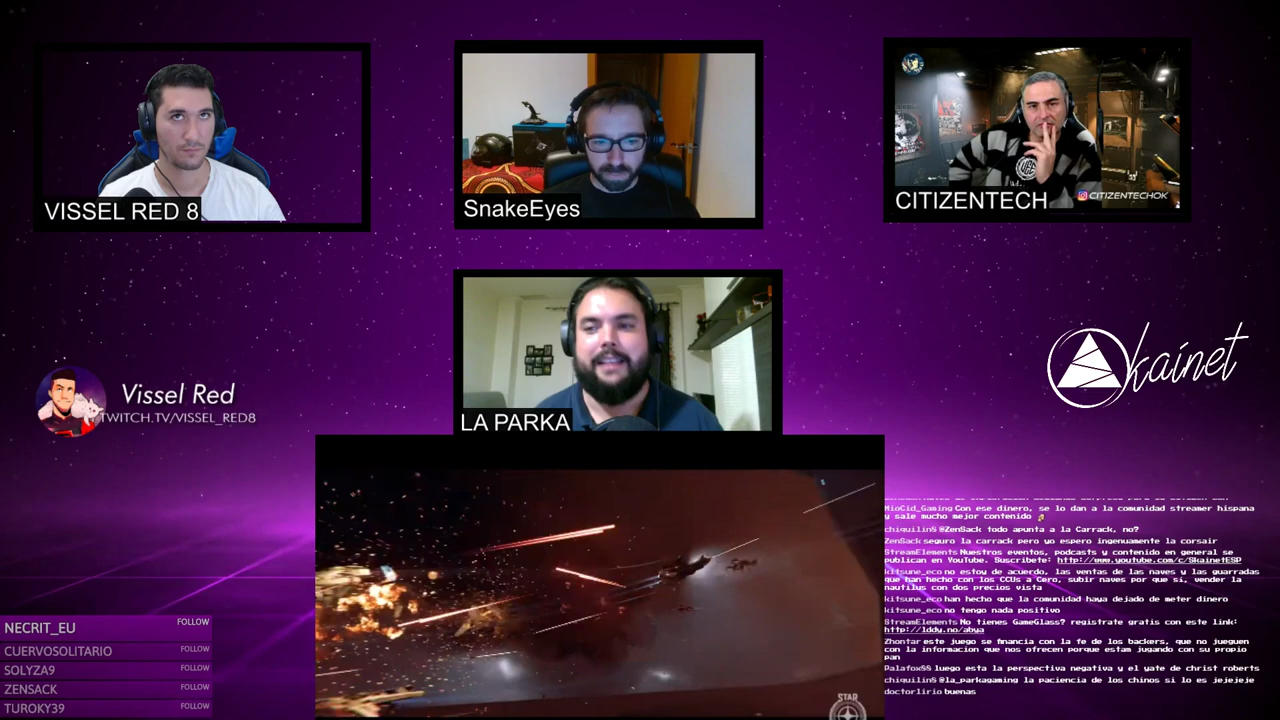 VISSEL RED 8
SnakeEyes
CITIZENTECH
CITIZENTECHOK
LA PARKA
Vissel Red
TWITCH.TV/VISSEL_RED8
kainet
NECRIT_EU FOLLOW
CUERVOSOLITARIO FOLLOW
SOLYZA9 FOLLOW
ZENSACK FOLLOW
TUROKY39 FOLLOW
STAR
MioCid_Gaming Con ese dinero, se lo dan a la comunidad streamer hispana
y sale mucho mejor contenido
chiquilin8 @ZenSack todo apunta a la Carrack, no?
ZenSack seguro la carrack pero yo espero ingenuamente la corsair
StreamElements Nuestros eventos, podcasts y contenido en general se
publican en YouTube. Suscribete: http://www.youtube.com/c/SkainetESP
kitsune_eco no estoy de acuerdo, las ventas de las naves y las guarradas
que han hecho con los CCUs a Cero, subir naves por que si, vender la
nautilus con dos precios vista
kitsune_eco han hecho que la comunidad haya dejado de meter dinero
kitsune_eco no tengo nada positivo
StreamElements No tienes GameGlass? registrate gratis con este link:
http://lddy.no/abya
Zhontar este juego se financia con la fe de los backers, que no jueguen
con la informacion que nos ofrecen porque estam jugando con su propio
pan
Palafox88 luego esta la perspectiva negativa y el yate de christ roberts
chiquilin8 @la_parkagaming la paciencia de los chinos si lo es jejejeje
doctorlirio buenas